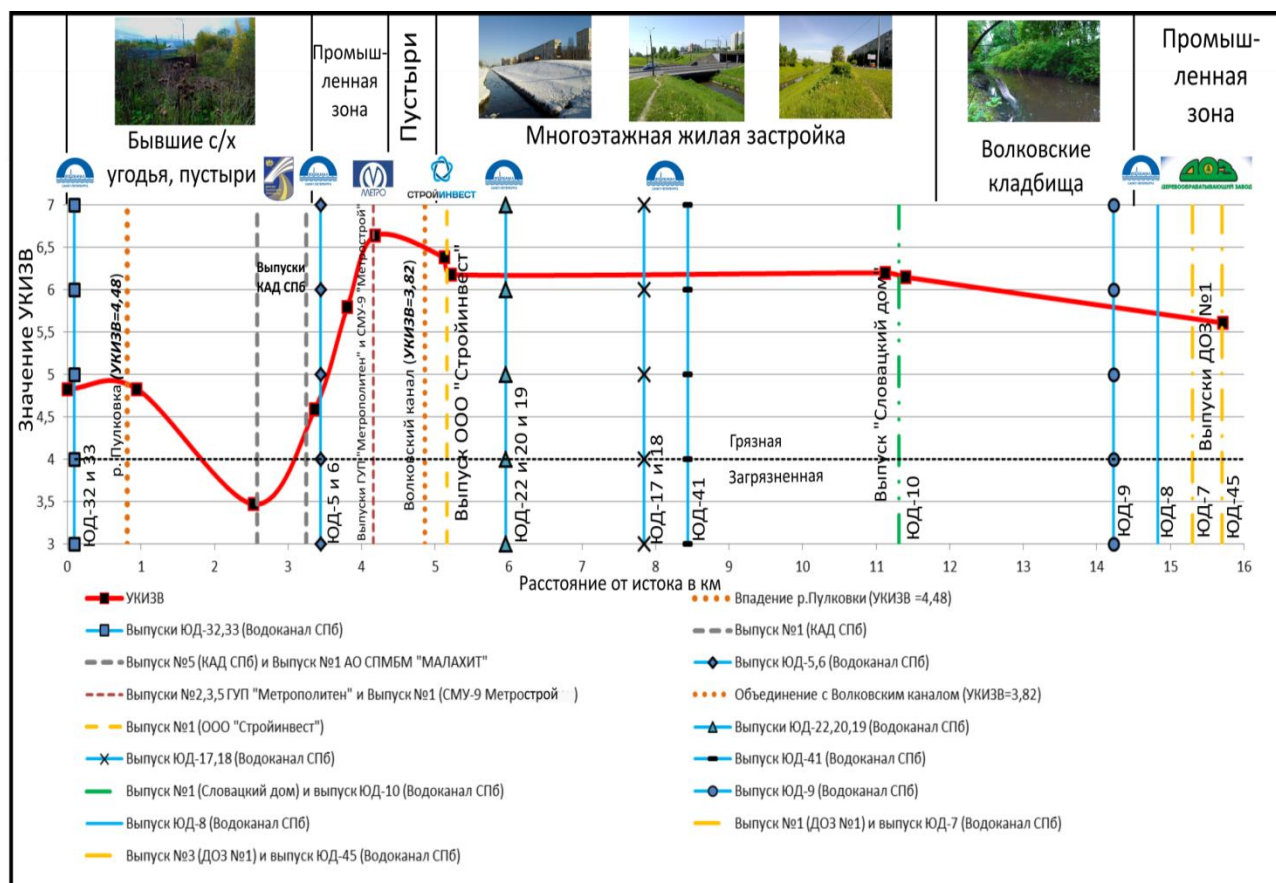 Бывшие с/х
угодья, пустыри
Промыш-
ленная
зона
Пустыри
Многоэтажная жилая застройка
Волковские
кладбища
Промыш-
ленная
зона
МЕТРО
СТРОЙИНВЕСТ
ДОЗ
ДЕРЕВООБРАБАТЫВАЮЩИЙ ЗАВОД
Значение УКИЗВ
7
6,5
6
5,5
5
4,5
4
3,5
3
ЮД-32 и 33
р. Пулковка (УКИЗВ=4,48)
Выпуски
КАД СПб
ЮД-5 и 6
Выпуски ГУП "Метрополитен" и СМУ-9 "Метрострой"
Волковский канал (УКИЗВ=3,82)
Выпуск ООО "Стройинвест"
ЮД-22 и 20 и 19
ЮД-17 и 18
ЮД-41
Грязная
Загрязненная
Выпуск "Словацкий дом"
ЮД-10
ЮД-9
ЮД-8
Выпуски ДОЗ №1
ЮД-7
ЮД-45
0 1 2 3 4 5 6 7 8 9 10 11 12 13 14 15 16
Расстояние от истока в км
УКИЗВ
Впадение р.Пулковки (УКИЗВ =4,48)
Выпуски ЮД-32,33 (Водоканал СПб)
Выпуск №1 (КАД СПб)
Выпуск №5 (КАД СПб) и Выпуск №1 АО СПМБМ "МАЛАХИТ"
Выпуск ЮД-5,6 (Водоканал СПб)
Выпуски №2,3,5 ГУП "Метрополитен" и Выпуск №1 (СМУ-9 Метрострой )
Объединение с Волковским каналом (УКИЗВ=3,82)
Выпуск №1 (ООО "Стройинвест")
Выпуски ЮД-22,20,19 (Водоканал СПб)
Выпуск ЮД-17,18 (Водоканал СПб)
Выпуск ЮД-41 (Водоканал СПб)
Выпуск №1 (Словацкий дом) и выпуск ЮД-10 (Водоканал СПб)
Выпуск ЮД-9 (Водоканал СПб)
Выпуск ЮД-8 (Водоканал СПб)
Выпуск №1 (ДОЗ №1) и выпуск ЮД-7 (Водоканал СПб)
Выпуск №3 (ДОЗ №1) и выпуск ЮД-45 (Водоканал СПб)